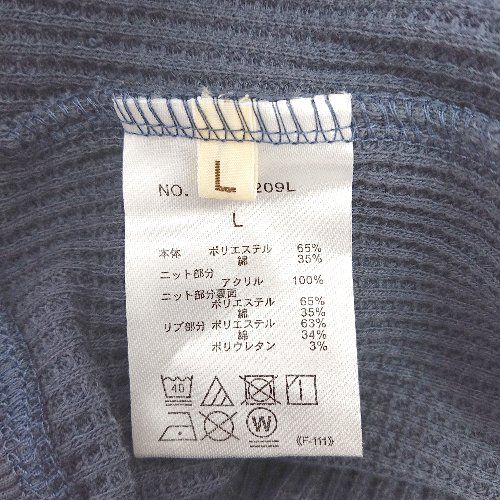 L
NO. 209L
L
本体 ポリエステル 65%
綿 35%
ニット部分
アクリル 100%
ニット部分裏面
ポリエステル 65%
綿 35%
リブ部分 ポリエステル 63%
綿 34%
ポリウレタン 3%
40
W
《F-111》